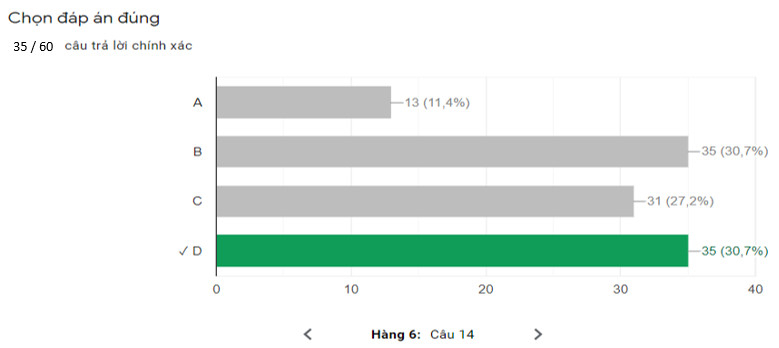 Chọn đáp án đúng
35 / 60 câu trả lời chính xác
A 13 (11,4%)
B 35 (30,7%)
C 31 (27,2%)
✓ D 35 (30,7%)
0 10 20 30 40
< Hàng 6: Câu 14 >